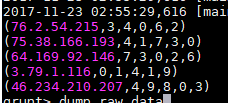 2017-11-23 02:55:29,616 [main
(76.2.54.215,3,4,0,6,2)
(75.38.166.193,4,1,7,3,0)
(64.169.92.146,7,3,0,2,6)
(3.79.1.116,0,1,4,1,9)
(46.234.210.207,4,9,8,0,3)
grunt> dump raw_data